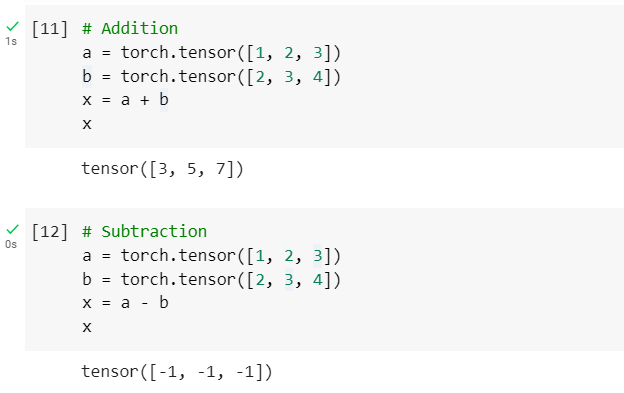 [11] # Addition
1s
a = torch.tensor([1, 2, 3])
b = torch.tensor([2, 3, 4])
x = a + b
x
tensor([3, 5, 7])
[12] # Subtraction
0s
a = torch.tensor([1, 2, 3])
b = torch.tensor([2, 3, 4])
x = a - b
x
tensor([-1, -1, -1])